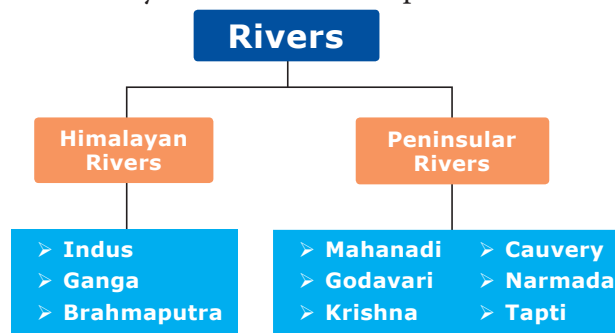 Rivers
Himalayan
Rivers
Peninsular
Rivers
➢ Indus
➢ Ganga
➢ Brahmaputra
➢ Mahanadi
➢ Godavari
➢ Krishna
➢ Cauvery
➢ Narmada
➢ Tapti